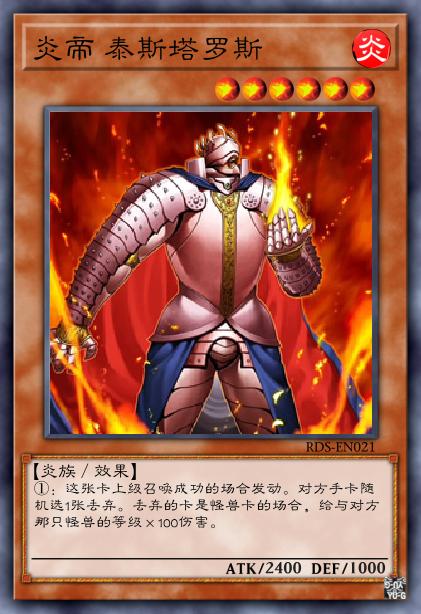 炎帝 泰斯塔罗斯
炎
RDS-EN021
【炎族／效果】
①：这张卡上级召唤成功的场合发动。对方手卡随
机选1张丢弃。丢弃的卡是怪兽卡的场合，给与对方
那只怪兽的等级×100伤害。
ATK/2400 DEF/1000